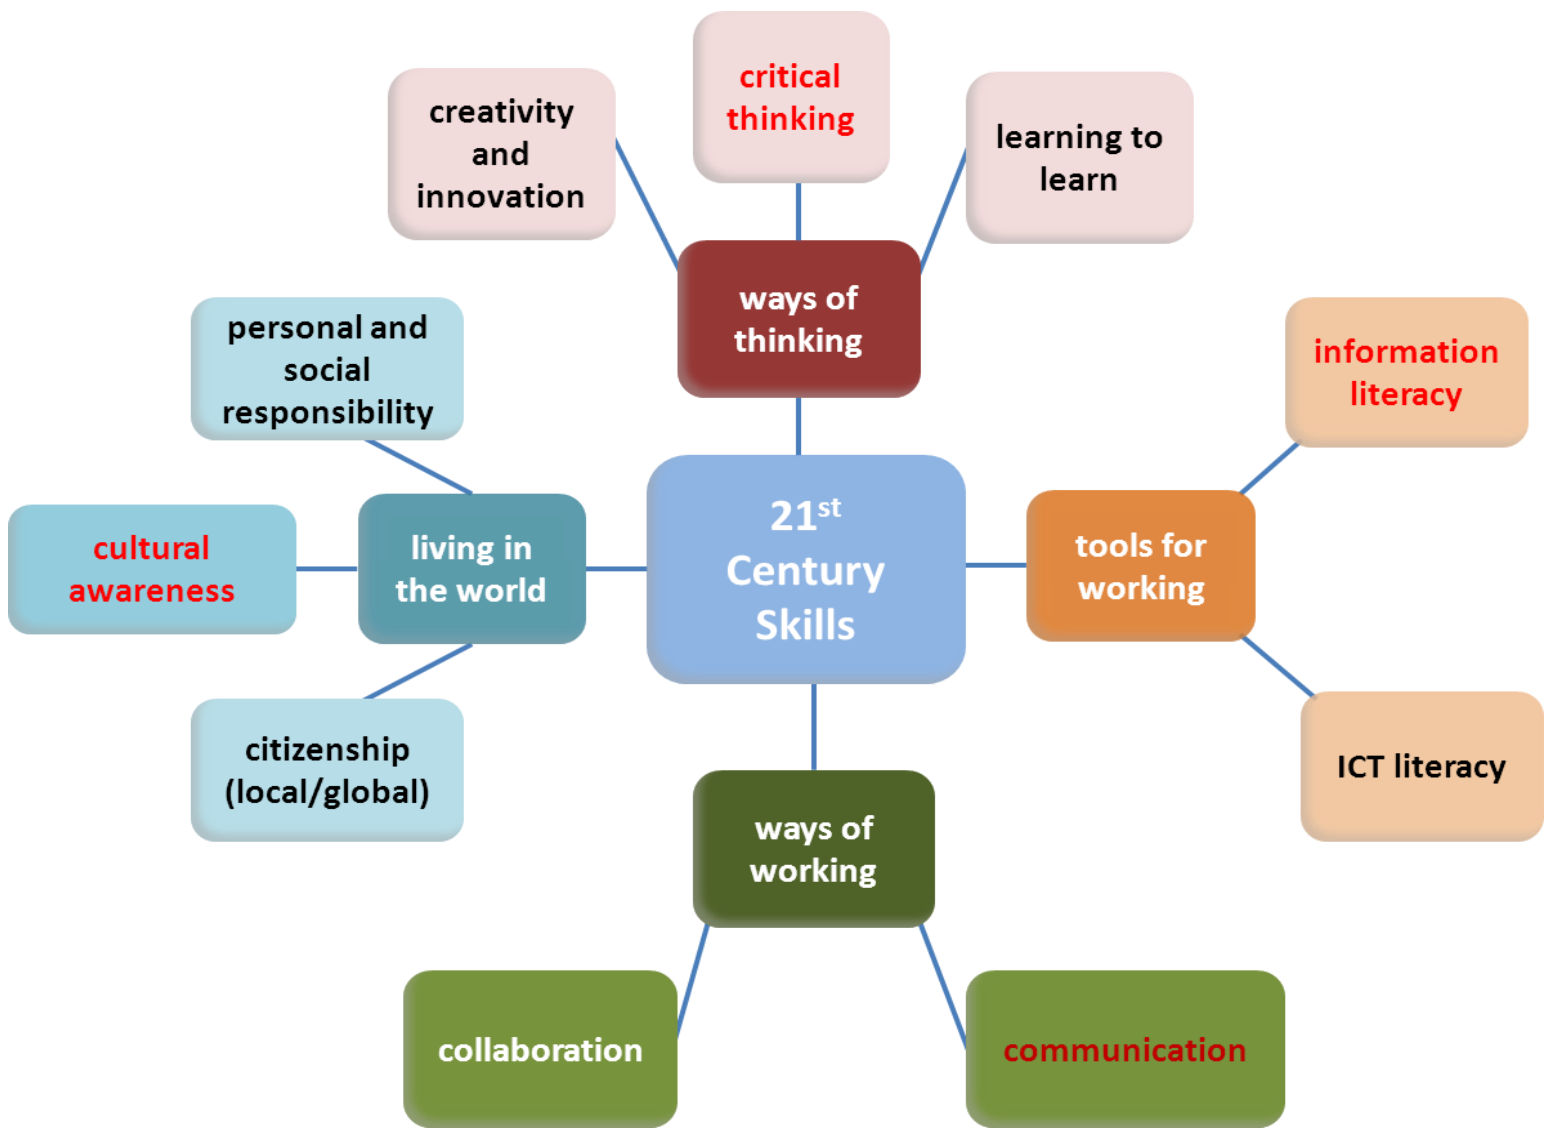 critical
thinking
creativity
and
innovation
learning to
learn
ways of
thinking
personal and
social
responsibility
information
literacy
cultural
awareness
living in
the world
21st
Century
Skills
tools for
working
citizenship
(local/global)
ICT literacy
ways of
working
collaboration
communication